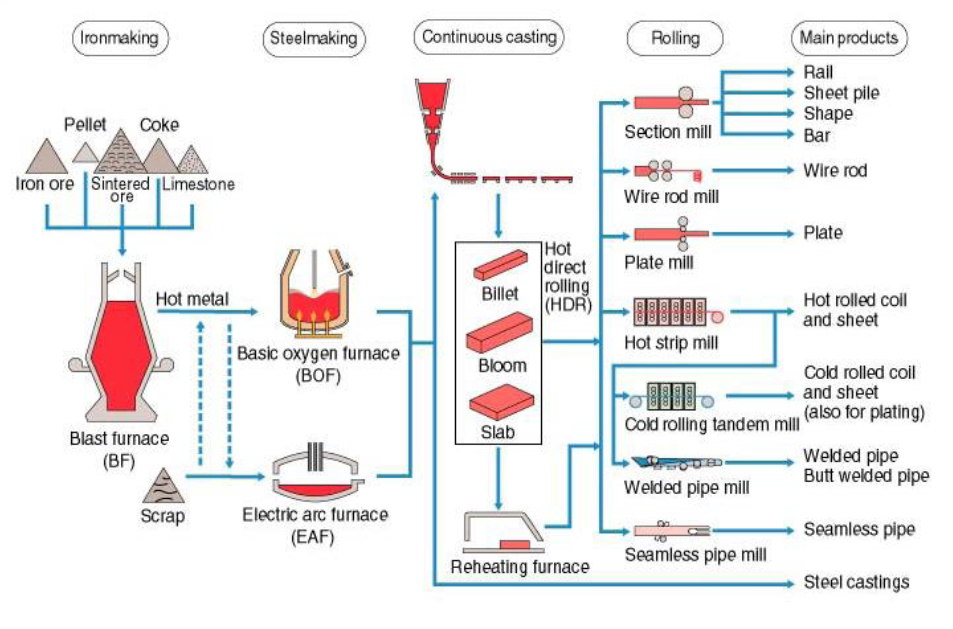 Ironmaking
Steelmaking
Continuous casting
Rolling
Main products
Pellet
Coke
Iron ore
Sintered
ore
Limestone
Hot metal
Blast furnace
(BF)
Scrap
Basic oxygen furnace
(BOF)
Electric arc furnace
(EAF)
Billet
Bloom
Slab
Hot
direct
rolling
(HDR)
Reheating furnace
Section mill
Wire rod mill
Plate mill
Hot strip mill
Cold rolling tandem mill
Welded pipe mill
Seamless pipe mill
Rail
Sheet pile
Shape
Bar
Wire rod
Plate
Hot rolled coil
and sheet
Cold rolled coil
and sheet
(also for plating)
Welded pipe
Butt welded pipe
Seamless pipe
Steel castings